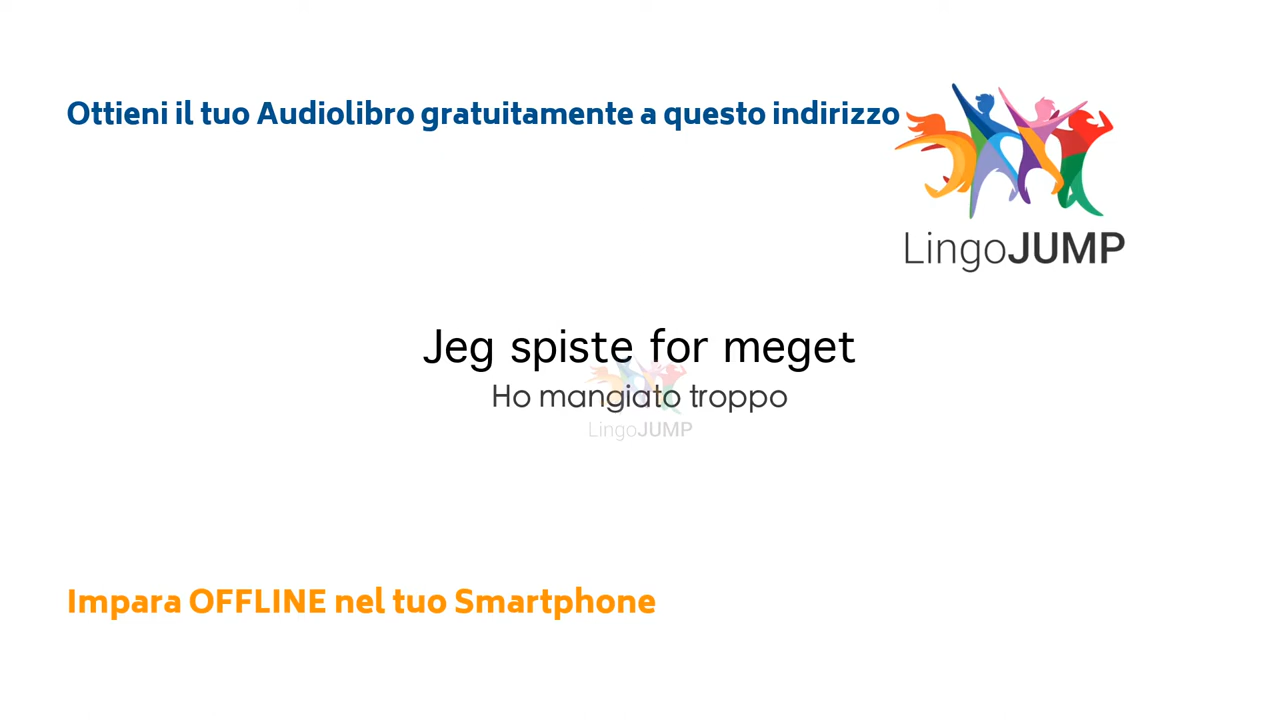 Ottieni il tuo Audiolibro gratuitamente a questo indirizzo
LingoJUMP
Jeg spiste for meget
Ho mangiato troppo
LingoJUMP
Impara OFFLINE nel tuo Smartphone